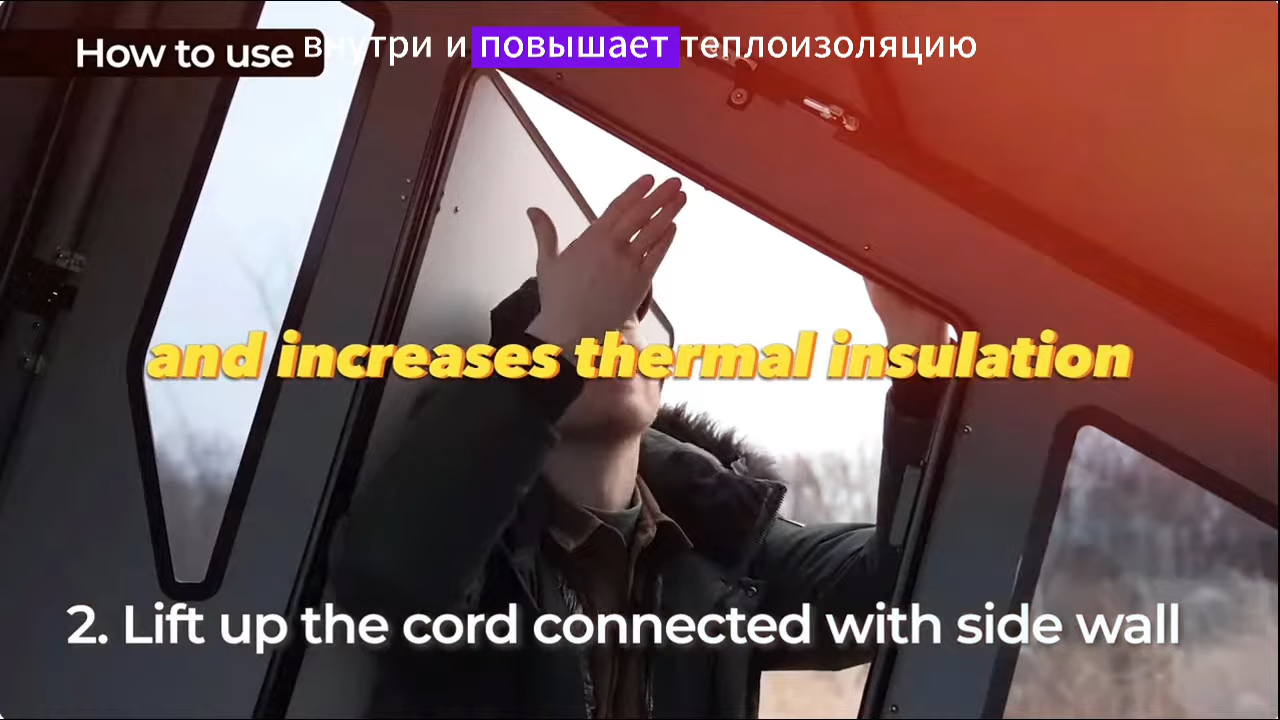 How to use
внутри и повышает теплоизоляцию
and increases thermal insulation
2. Lift up the cord connected with side wall